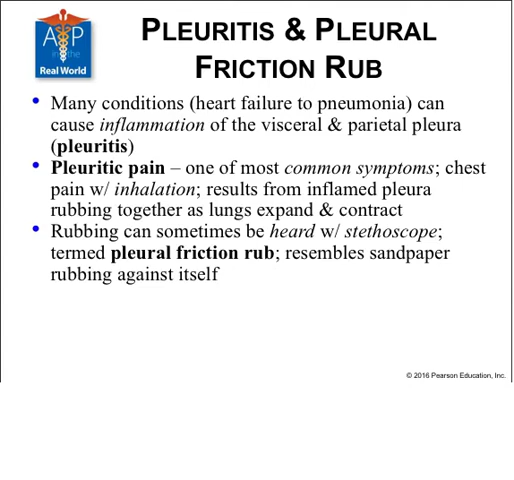 A&P
in the
Real World
PLEURITIS & PLEURAL
FRICTION RUB
• Many conditions (heart failure to pneumonia) can
cause inflammation of the visceral & parietal pleura
(pleuritis)
• Pleuritic pain – one of most common symptoms; chest
pain w/ inhalation; results from inflamed pleura
rubbing together as lungs expand & contract
• Rubbing can sometimes be heard w/ stethoscope;
termed pleural friction rub; resembles sandpaper
rubbing against itself
© 2016 Pearson Education, Inc.